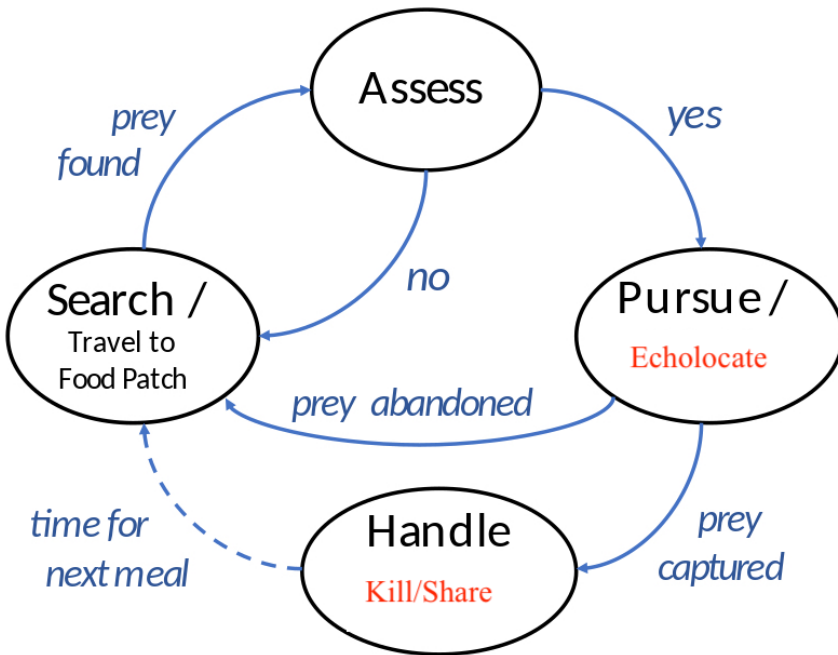 Assess
prey
found
yes
no
Search /
Travel to
Food Patch
Pursue /
Echolocate
prey abandoned
Handle
Kill/Share
time for
next meal
prey
captured